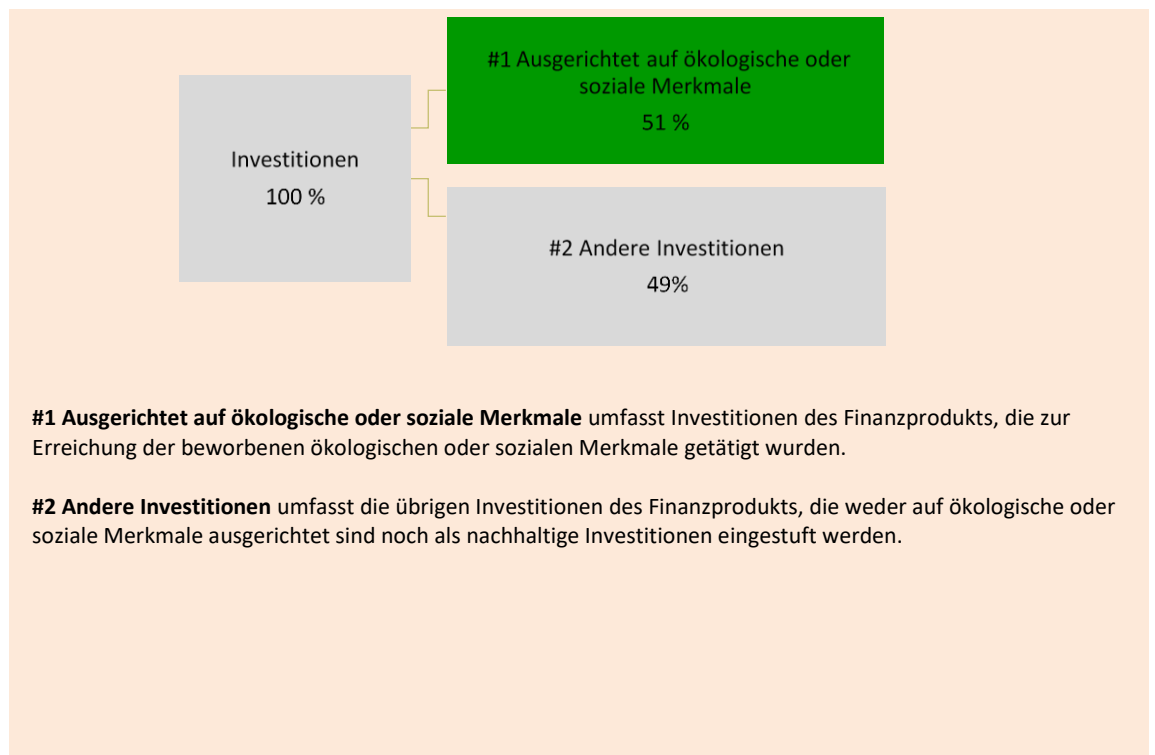 #1 Ausgerichtet auf ökologische oder
soziale Merkmale
51 %
Investitionen
100 %
#2 Andere Investitionen
49%
#1 Ausgerichtet auf ökologische oder soziale Merkmale umfasst Investitionen des Finanzprodukts, die zur
Erreichung der beworbenen ökologischen oder sozialen Merkmale getätigt wurden.
#2 Andere Investitionen umfasst die übrigen Investitionen des Finanzprodukts, die weder auf ökologische oder
soziale Merkmale ausgerichtet sind noch als nachhaltige Investitionen eingestuft werden.